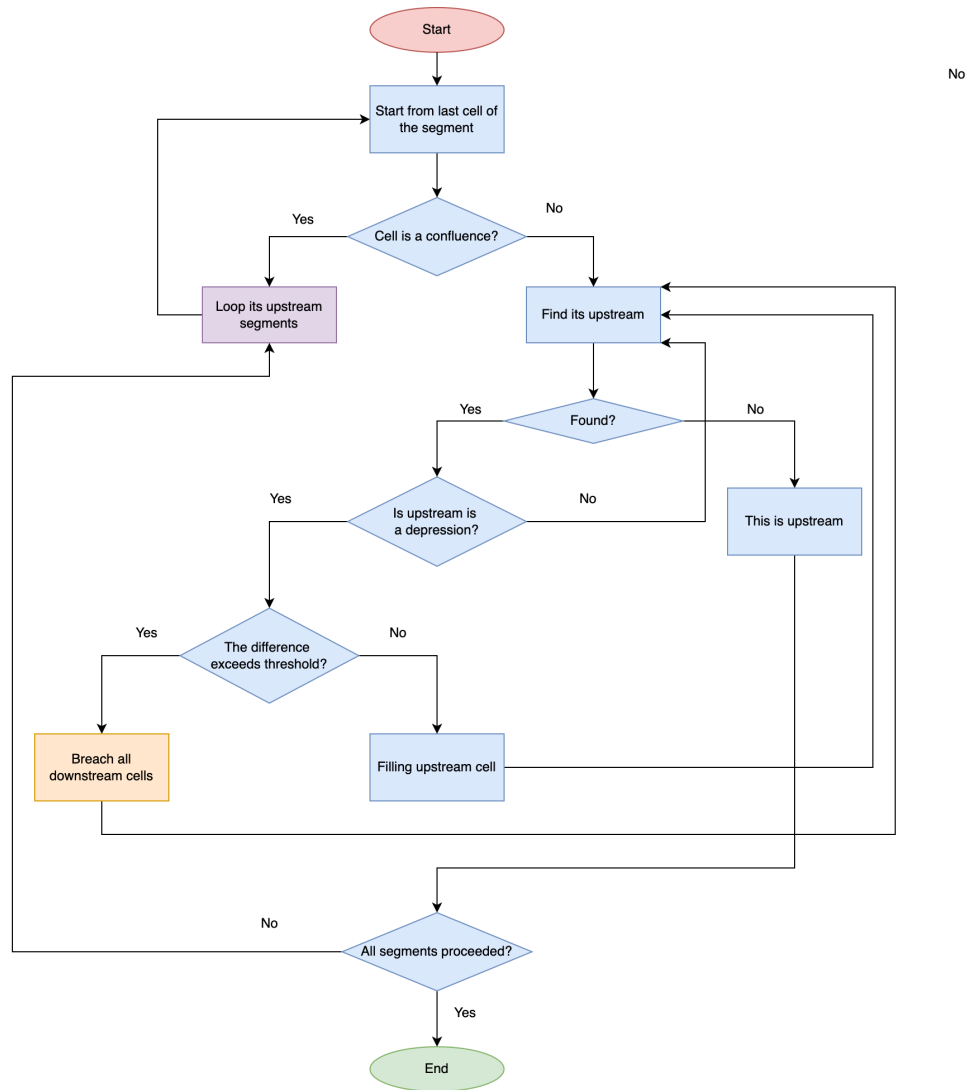 Start
No
Start from last cell of
the segment
Yes
No
Cell is a confluence?
Loop its upstream
segments
Find its upstream
Yes
No
Found?
Yes
No
Is upstream is
a depression?
This is upstream
Yes
No
The difference
exceeds threshold?
Breach all
downstream cells
Filling upstream cell
No
All segments proceeded?
Yes
End